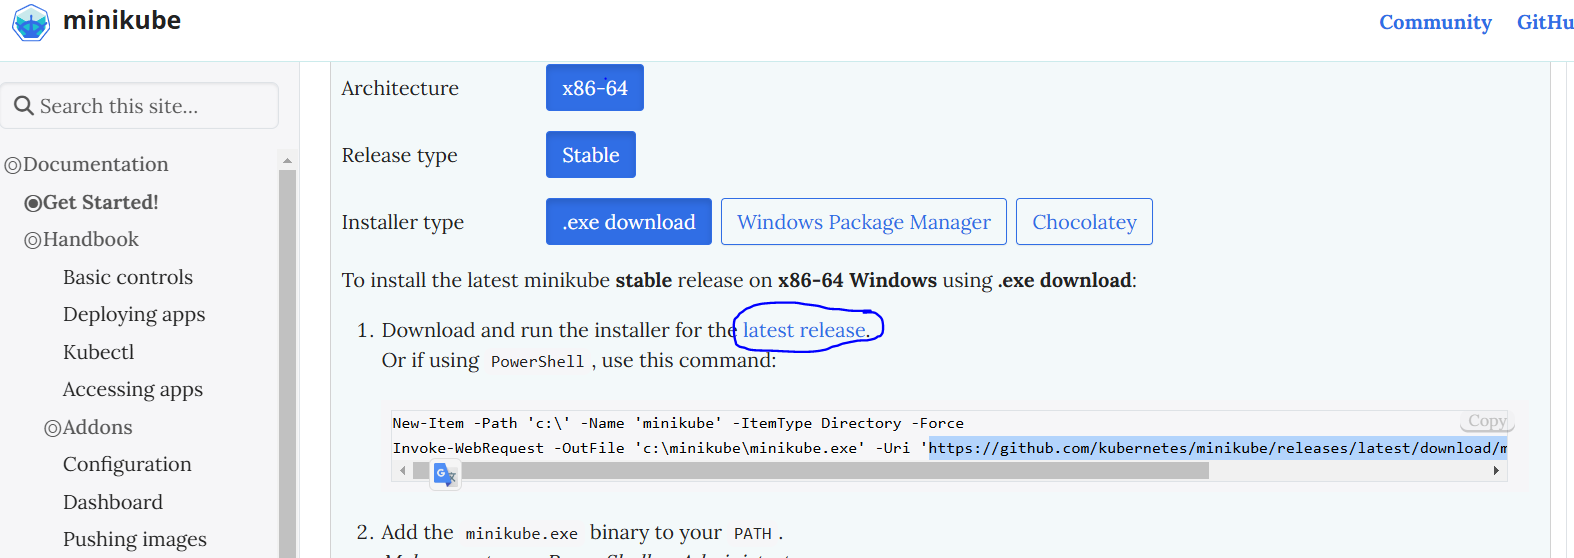 minikube
Community GitHu
Search this site...
Documentation
Get Started!
Handbook
Basic controls
Deploying apps
Kubectl
Accessing apps
Addons
Configuration
Dashboard
Pushing images
Architecture x86-64
Release type Stable
Installer type .exe download Windows Package Manager Chocolatey
To install the latest minikube stable release on x86-64 Windows using .exe download:
1. Download and run the installer for the latest release.
Or if using PowerShell, use this command:
Copy
New-Item -Path 'c:\' -Name 'minikube' -ItemType Directory -Force
Invoke-WebRequest -OutFile 'c:\minikube\minikube.exe' -Uri 'https://github.com/kubernetes/minikube/releases/latest/download/m
2. Add the minikube.exe binary to your PATH.